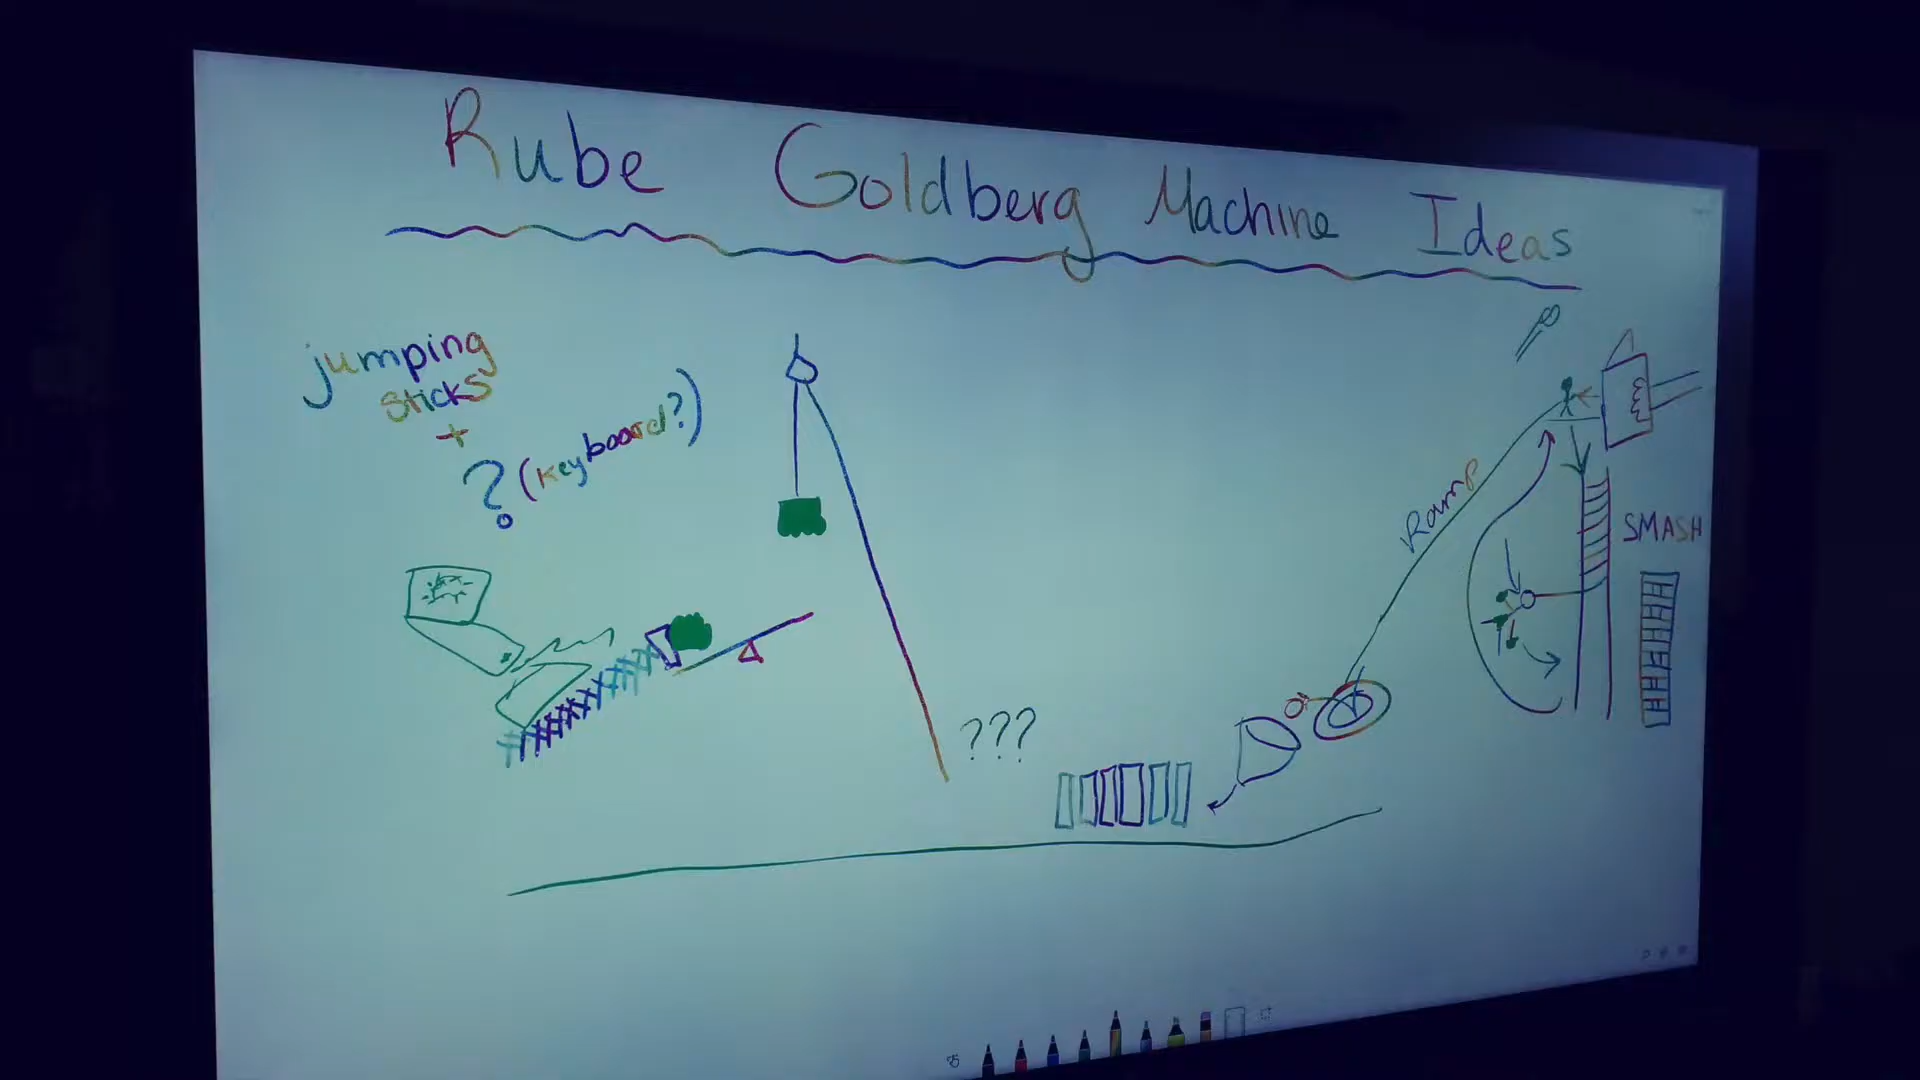 Rube Goldberg Machine Ideas
jumping
sticks
+
? (keyboard?)
???
Ramp
SMASH